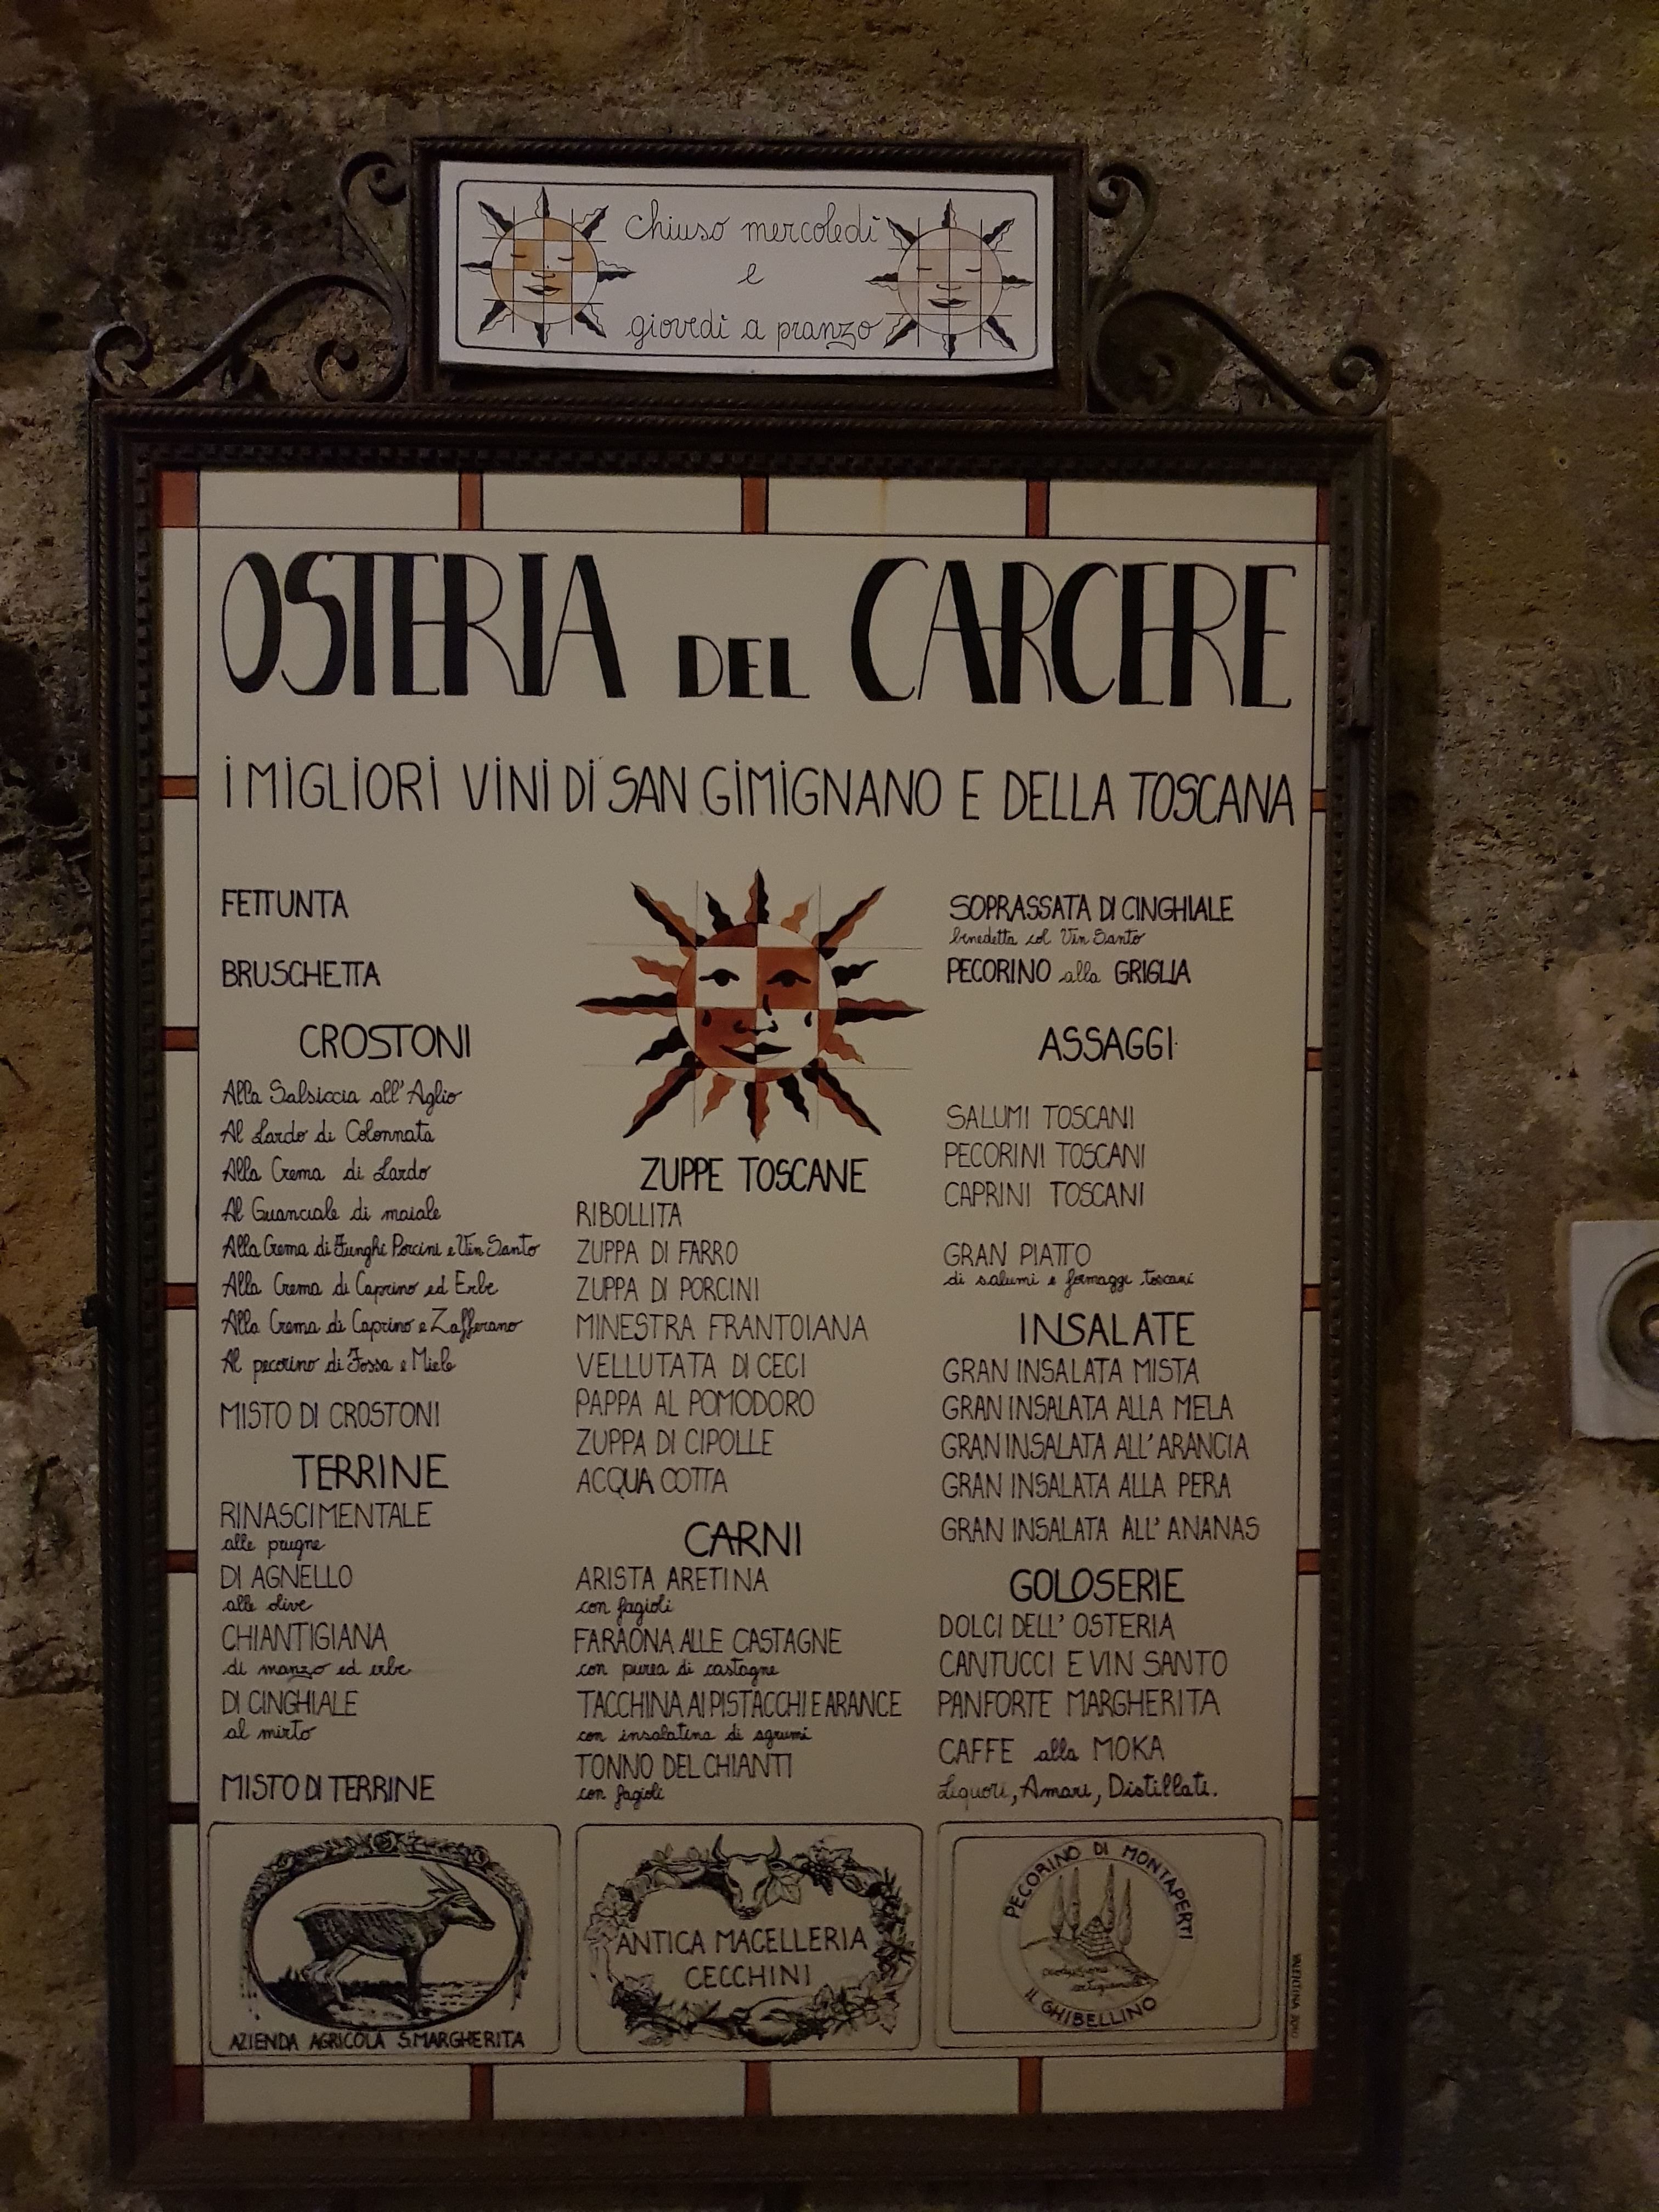 chiuso mercoledì
e
giovedì a pranzo
OSTERIA DEL CARCERE
I MIGLIORI VINI DI SAN GIMIGNANO E DELLA TOSCANA
FETTUNTA
BRUSCHETTA
CROSTONI
Alla Salsiccia all'Aglio
Al Lardo di Colonnata
Alla Crema di Lardo
Al Guanciale di maiale
Alla Crema di Funghi Porcini e Vin Santo
Alla Crema di Caprino ed Erbe
Alla Crema di Caprino e Zafferano
Al pecorino di Fossa e Miele
MISTO DI CROSTONI
TERRINE
RINASCIMENTALE
alle prugne
DI AGNELLO
alle olive
CHIANTIGIANA
di manzo ed erbe
DI CINGHIALE
al mirto
MISTO DI TERRINE
ZUPPE TOSCANE
RIBOLLITA
ZUPPA DI FARRO
ZUPPA DI PORCINI
MINESTRA FRANTOIANA
VELLUTATA DI CECI
PAPPA AL POMODORO
ZUPPA DI CIPOLLE
ACQUA COTTA
CARNI
ARISTA ARETINA
con fagioli
FARAONA ALLE CASTAGNE
con purea di castagne
TACCHINA AI PISTACCHI E ARANCE
con insalatina di agrumi
TONNO DEL CHIANTI
con fagioli
SOPRASSATA DI CINGHIALE
benedetta col Vin Santo
PECORINO alla GRIGLIA
ASSAGGI
SALUMI TOSCANI
PECORINI TOSCANI
CAPRINI TOSCANI
GRAN PIATTO
di salumi e formaggi toscani
INSALATE
GRAN INSALATA MISTA
GRAN INSALATA ALLA MELA
GRAN INSALATA ALL'ARANCIA
GRAN INSALATA ALLA PERA
GRAN INSALATA ALL'ANANAS
GOLOSERIE
DOLCI DELL'OSTERIA
CANTUCCI E VIN SANTO
PANFORTE MARGHERITA
CAFFE alla MOKA
Liquori, Amari, Distillati.
AZIENDA AGRICOLA S.MARGHERITA
ANTICA MACELLERIA
CECCHINI
PECORINO DI MONTAPERTI
produzione
artigianale
IL GHIBELLINO
VALENTINA